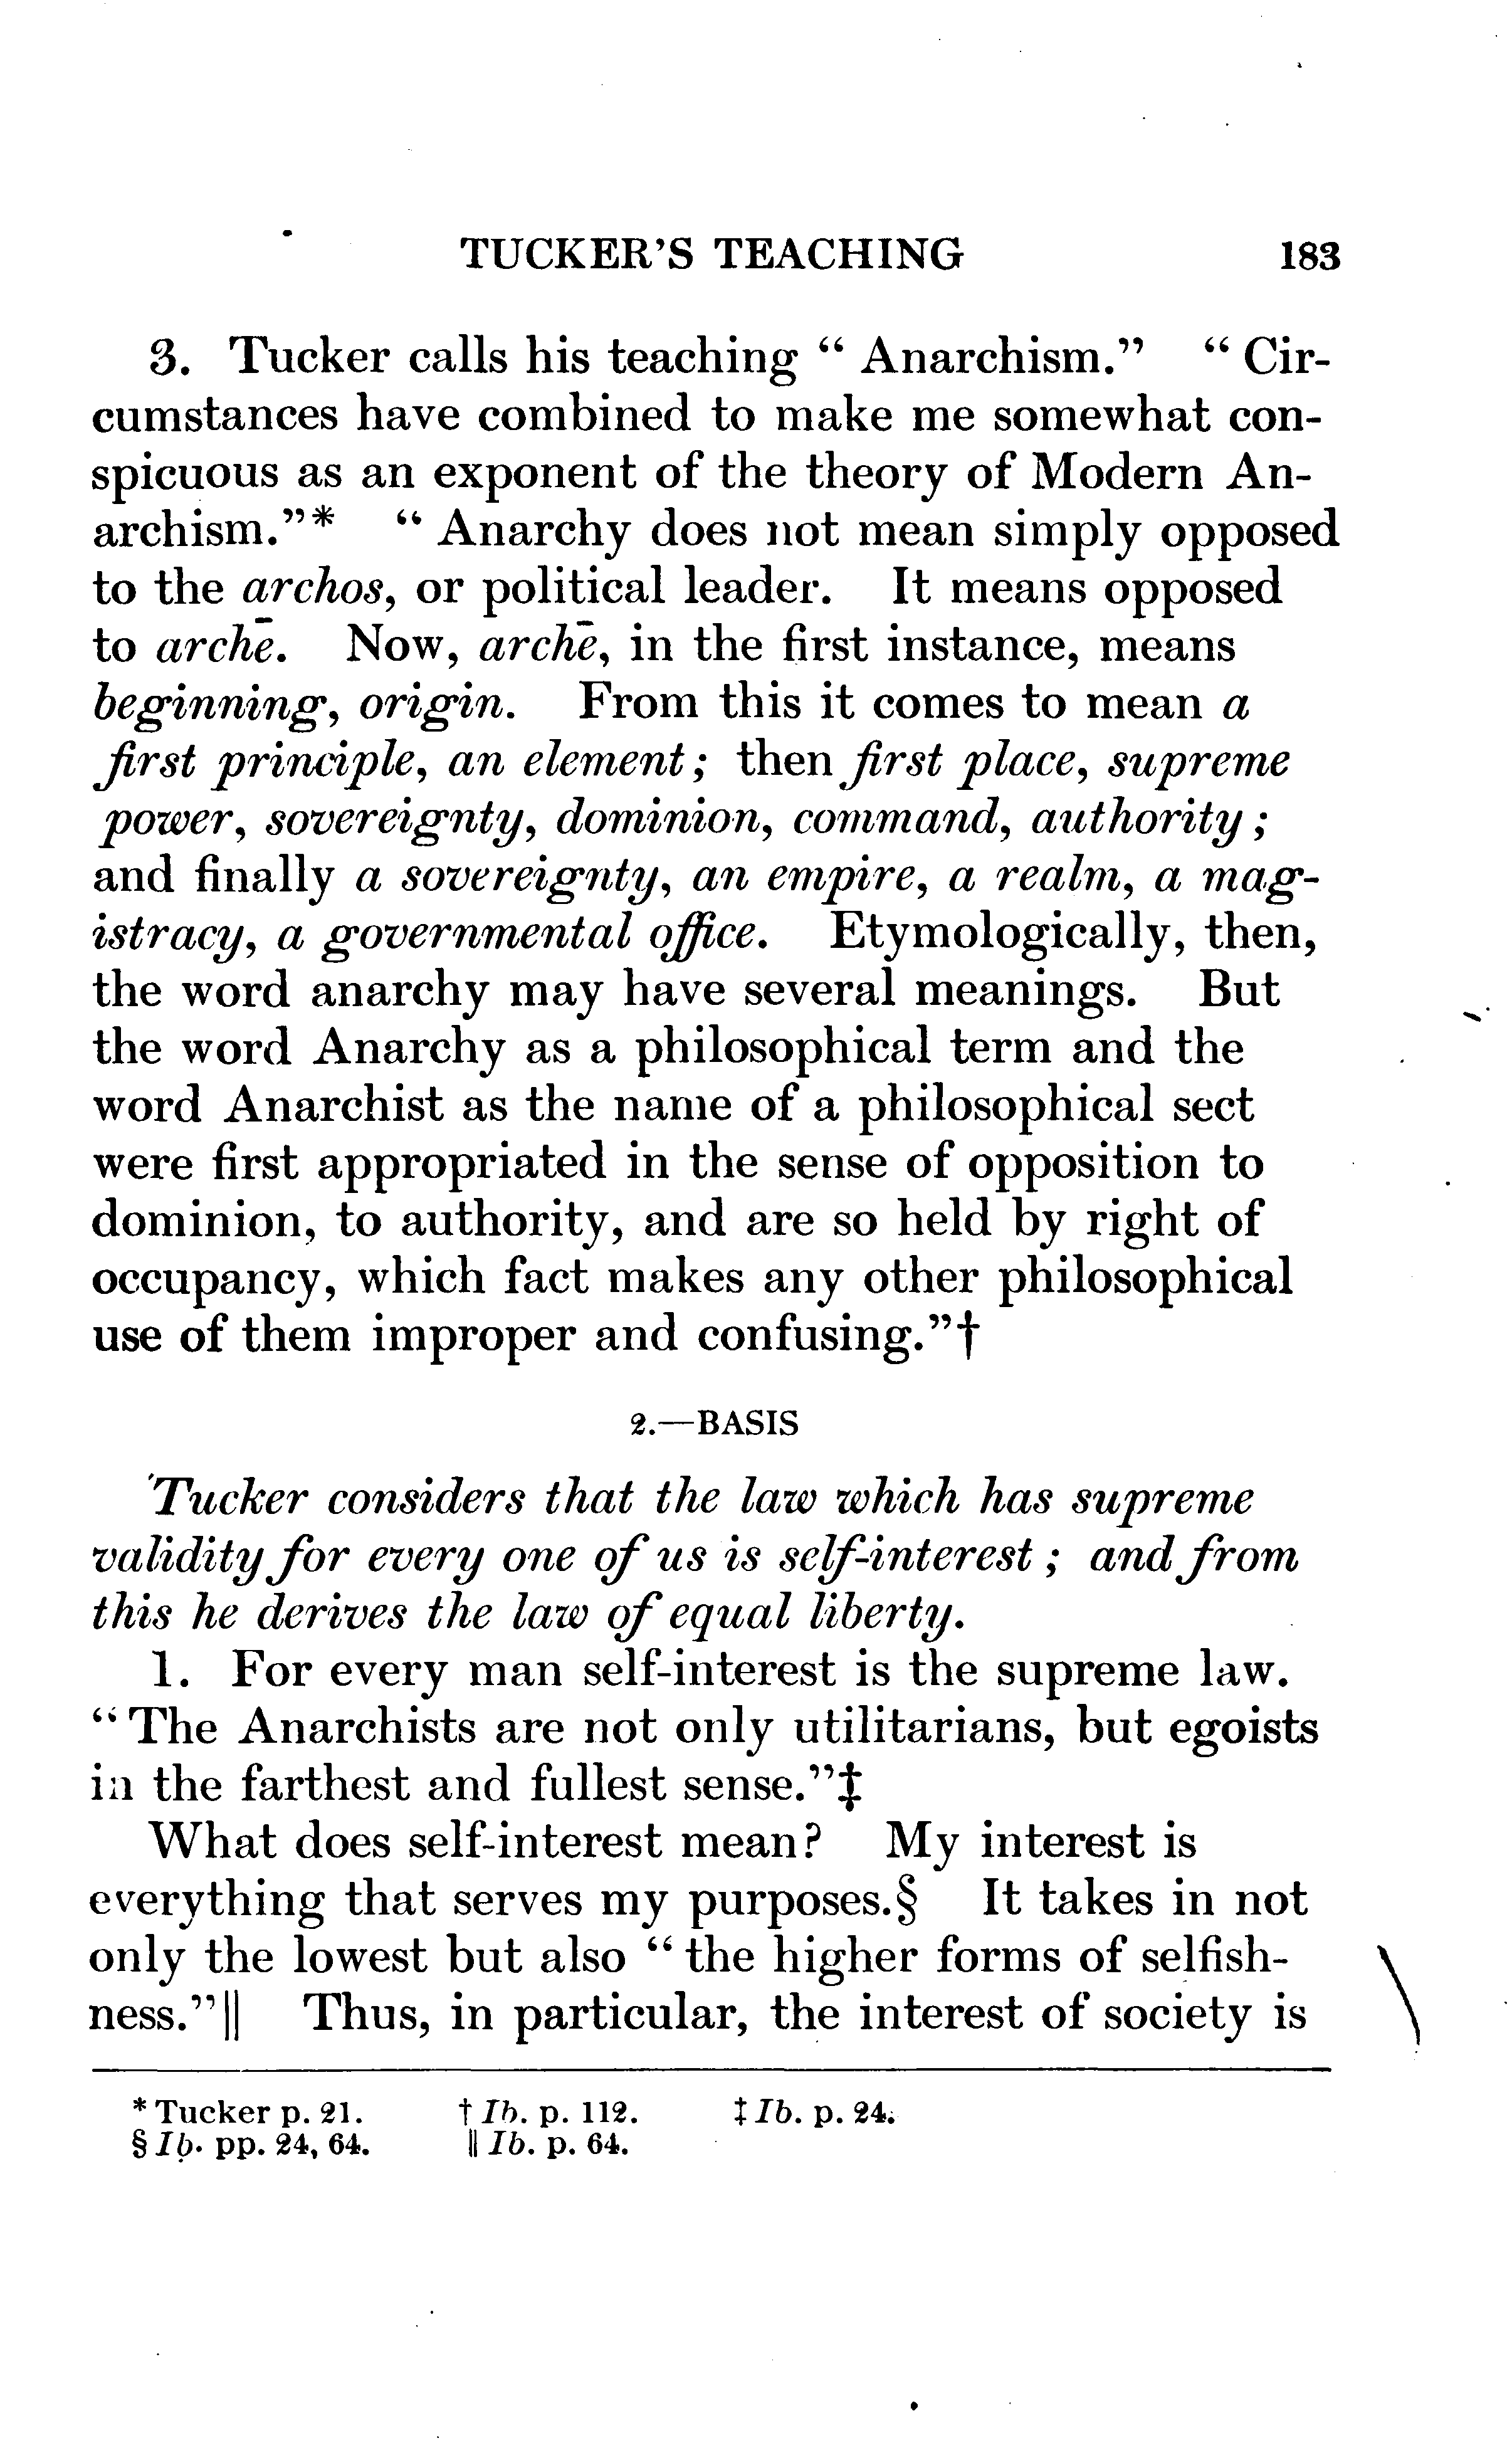 TUCKER'S TEACHING 183
3. Tucker calls his teaching “ Anarchism.” “ Cir-
cumstances have combined to make me somewhat con-
spicuous as an exponent of the theory of Modern An-
archism.”* “ Anarchy does not mean simply opposed
to the archos, or political leader. It means opposed
to archē. Now, archē, in the first instance, means
beginning, origin. From this it comes to mean a
first principle, an element ; then first place, supreme
power, sovereignty, dominion, command, authority ;
and finally a sovereignty, an empire, a realm, a mag-
istracy, a governmental office. Etymologically, then,
the word anarchy may have several meanings. But
the word Anarchy as a philosophical term and the
word Anarchist as the name of a philosophical sect
were first appropriated in the sense of opposition to
dominion, to authority, and are so held by right of
occupancy, which fact makes any other philosophical
use of them improper and confusing.”†
2.—BASIS
Tucker considers that the law which has supreme
validity for every one of us is self-interest ; and from
this he derives the law of equal liberty.
1. For every man self-interest is the supreme law.
“ The Anarchists are not only utilitarians, but egoists
in the farthest and fullest sense.”‡
What does self-interest mean? My interest is
everything that serves my purposes.§ It takes in not
only the lowest but also “ the higher forms of selfish-
ness.”‖ Thus, in particular, the interest of society is
* Tucker p. 21. † Ib. p. 112. ‡ Ib. p. 24.
§ Ib. pp. 24, 64. ‖ Ib. p. 64.